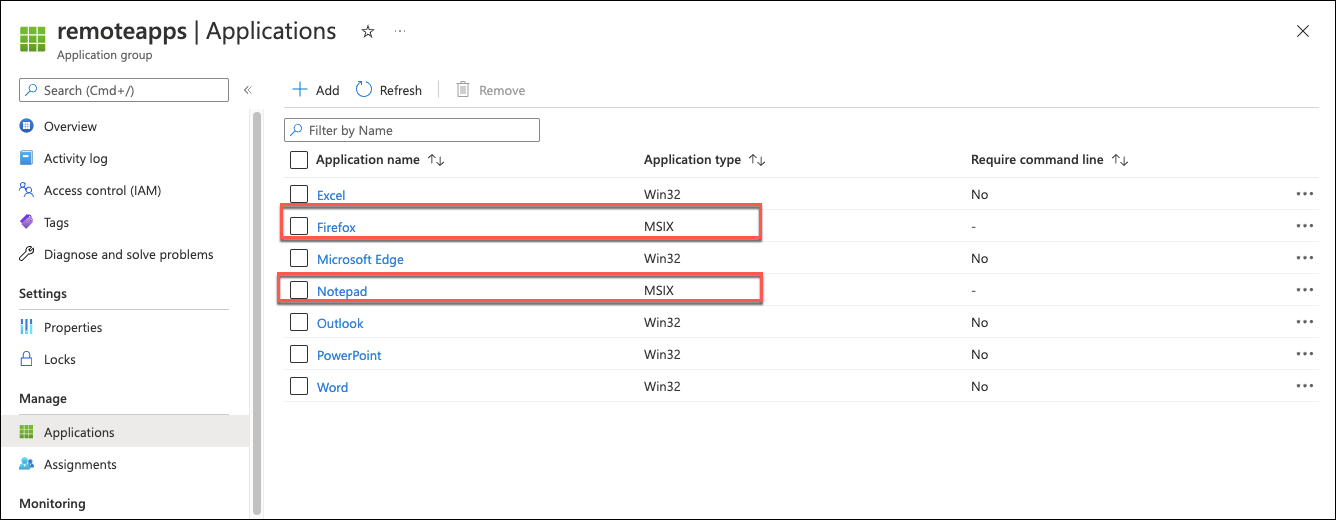 remoteapps | Applications
Application group
Search (Cmd+/)
Overview
Activity log
Access control (IAM)
Tags
Diagnose and solve problems
Settings
Properties
Locks
Manage
Applications
Assignments
Monitoring
Add Refresh Remove
Filter by Name
Application name Application type Require command line
Excel Win32 No
Firefox MSIX -
Microsoft Edge Win32 No
Notepad MSIX -
Outlook Win32 No
PowerPoint Win32 No
Word Win32 No